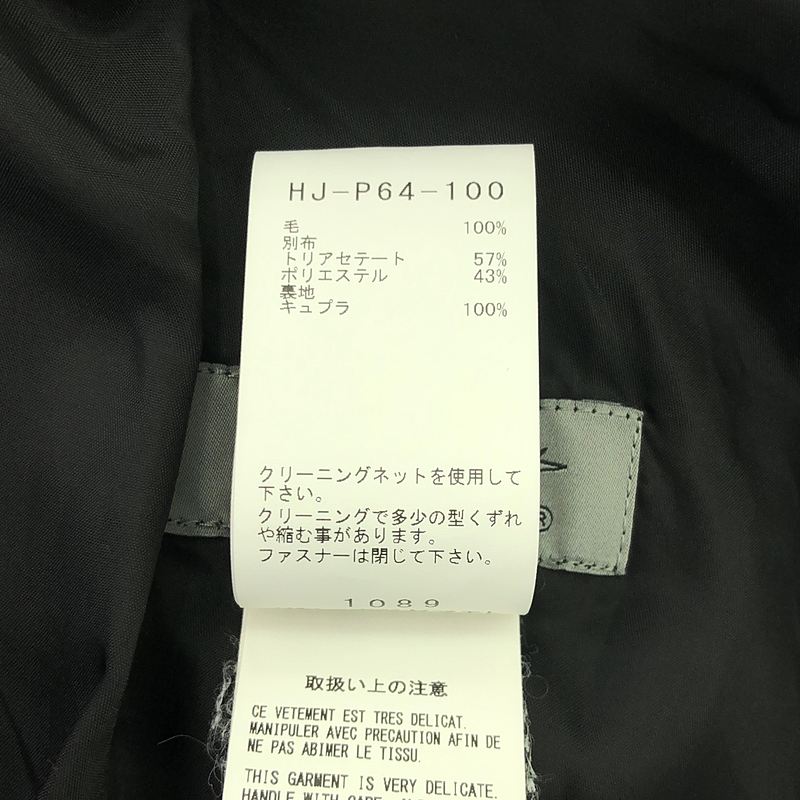 HJ-P64-100
毛 100%
別布
トリアセテート 57%
ポリエステル 43%
裏地
キュプラ 100%
クリーニングネットを使用して
下さい。
クリーニングで多少の型くずれ
や縮む事があります。
ファスナーは閉じて下さい。
1089
®
取扱い上の注意
CE VETEMENT EST TRES DELICAT.
MANIPULER AVEC PRECAUTION AFIN DE
NE PAS ABIMER LE TISSU.
THIS GARMENT IS VERY DELICATE.
HANDLE WITH CARE